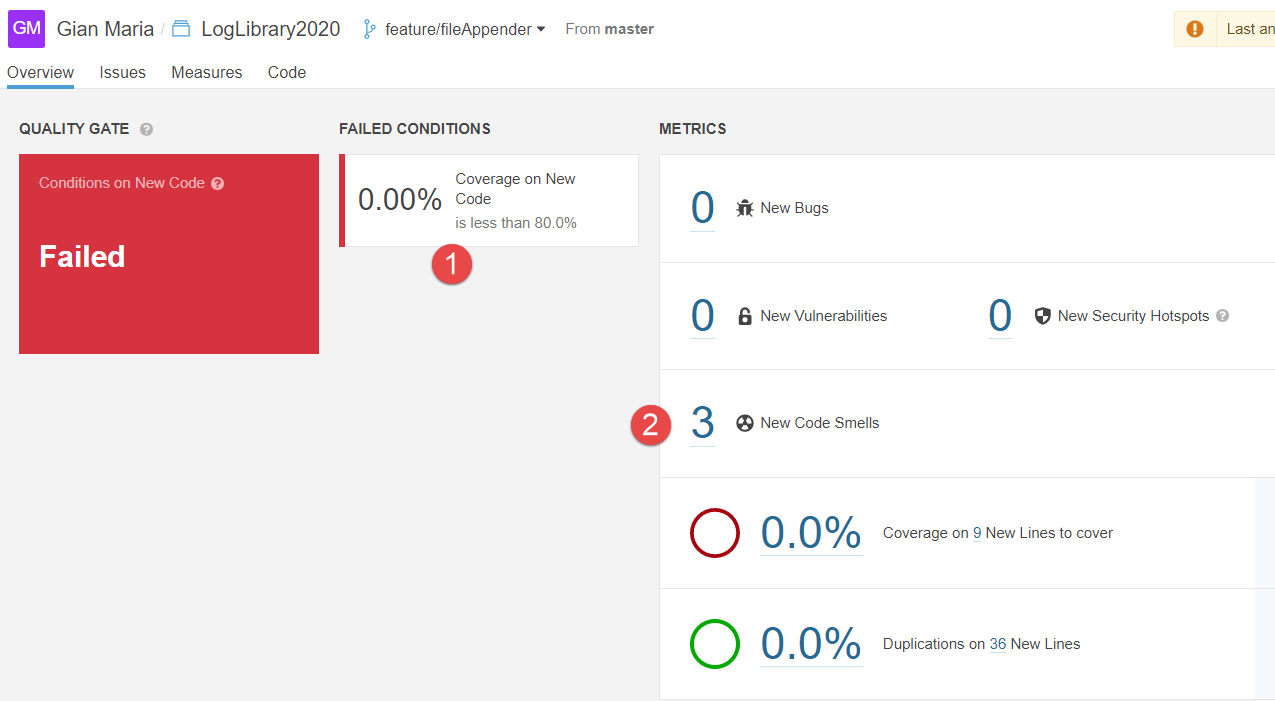 GM Gian Maria / LogLibrary2020 feature/fileAppender From master Last an
Overview Issues Measures Code
QUALITY GATE ?
FAILED CONDITIONS
METRICS
Conditions on New Code ?
Failed
0.00% Coverage on New
Code
is less than 80.0%
1
0 New Bugs
0 New Vulnerabilities 0 New Security Hotspots ?
2 3 New Code Smells
0.0% Coverage on 9 New Lines to cover
0.0% Duplications on 36 New Lines